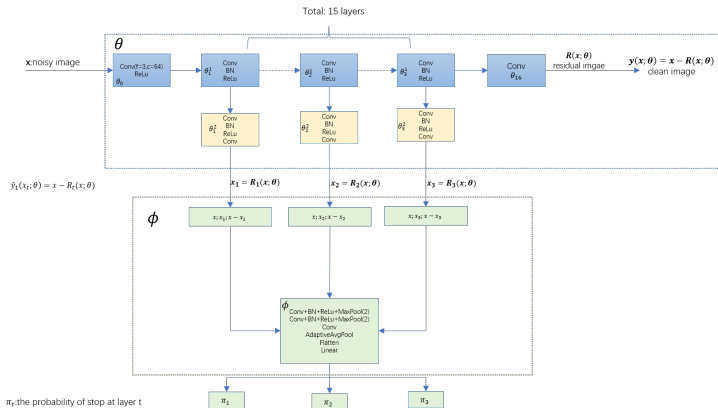 Total: 15 layers
θ
x:noisy imaage
Conv(f=3,c=64)
ReLu
θ₀
Conv
BN
ReLu
θ₁¹
Conv
BN
ReLu
θ₂¹
Conv
BN
ReLu
θ₃¹
Conv
θ₁₆
R(x;θ)
residual imgae
y(x;θ) = x − R(x;θ)
clean imaage
Conv
BN
ReLu
Conv
θ₁²
Conv
BN
ReLu
Conv
θ₂²
Conv
BN
ReLu
Conv
θ₃²
x₁ = R₁(x;θ)
x₂ = R₂(x;θ)
x₃ = R₃(x;θ)
ŷₜ(xₜ;θ) = x − Rₜ(x;θ)
ϕ
x; x₁; x − x₁
x; x₂; x − x₂
x; x₃; x − x₃
ϕ
Conv+BN+ReLu+MaxPool(2)
Conv+BN+ReLu+MaxPool(2)
Conv
AdaptiveAvgPool
Flatten
Linear
πₜ:the probability of stop at layer t
π₁
π₂
π₃